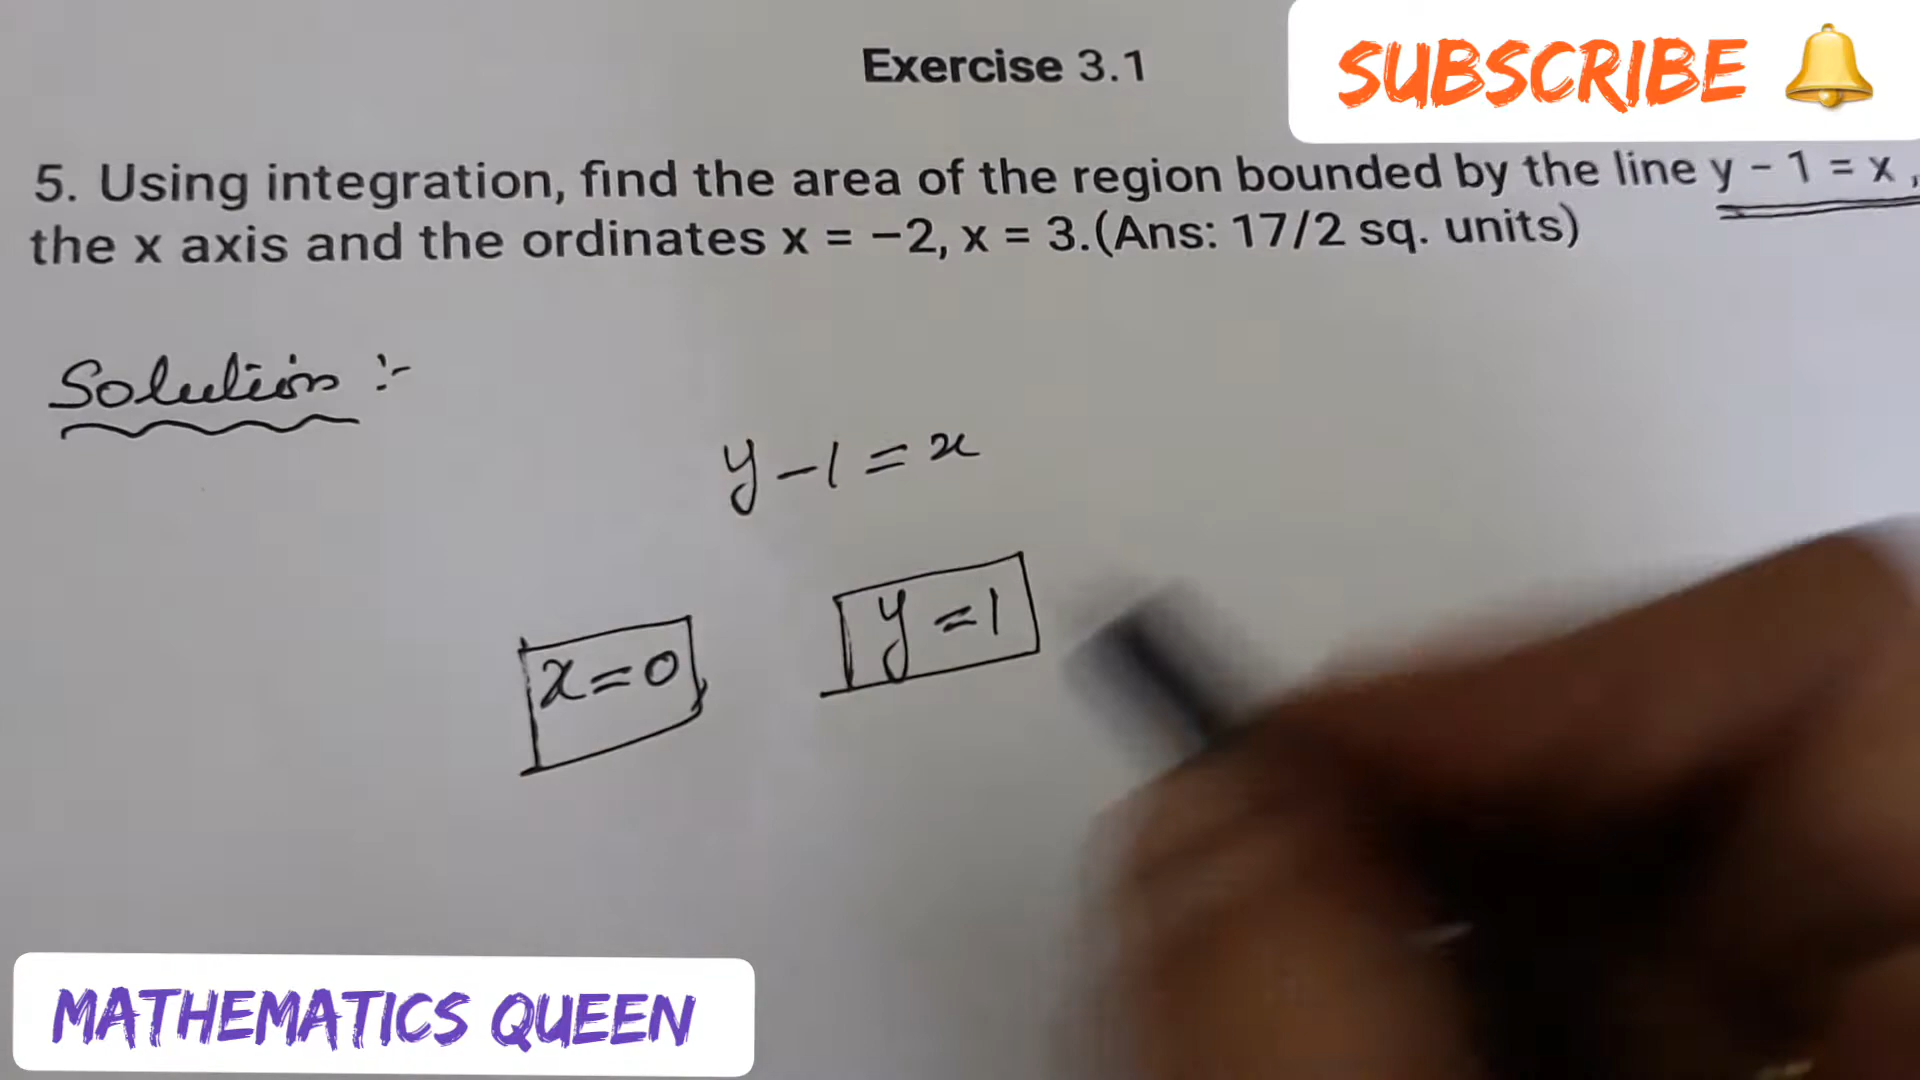 Exercise 3.1
SUBSCRIBE
5. Using integration, find the area of the region bounded by the line y - 1 = x ,
the x axis and the ordinates x = -2, x = 3.(Ans: 17/2 sq. units)
Solution :-
y - 1 = x
x = 0 y = 1
MATHEMATICS QUEEN